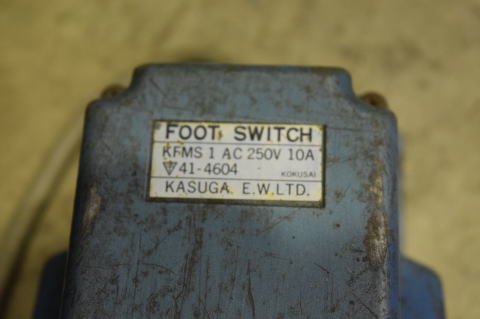 FOOT SWITCH
KFMS 1 AC 250V 10A
41-4604 KOKUSAI
KASUGA E.W.LTD.